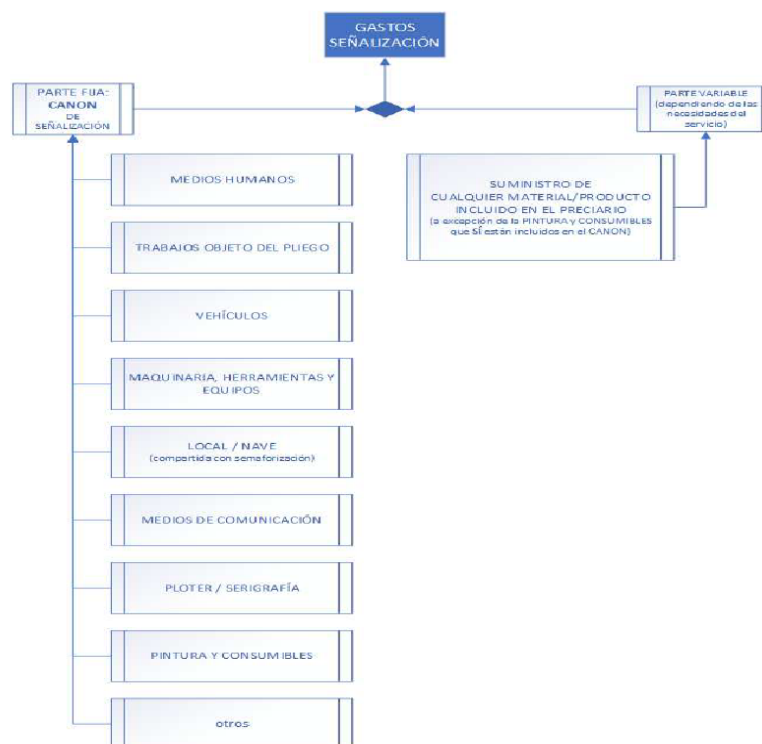 GASTOS
SEÑALIZACIÓN
PARTE FIJA:
CANON
DE
SEÑALIZACIÓN
PARTE VARIABLE
(dependiendo de las
necesidades del
servicio)
MEDIOS HUMANOS
SUMINISTRO DE
CUALQUIER MATERIAL/PRODUCTO
INCLUIDO EN EL PRECIARIO
(a excepción de la PINTURA y CONSUMIBLES
que SÍ están incluidos en el CANON)
TRABAJOS OBJETO DEL PLIEGO
VEHÍCULOS
MAQUINARIA, HERRAMIENTAS Y
EQUIPOS
LOCAL / NAVE
(compartida con semaforización)
MEDIOS DE COMUNICACIÓN
PLOTER / SERIGRAFÍA
PINTURA Y CONSUMIBLES
otros